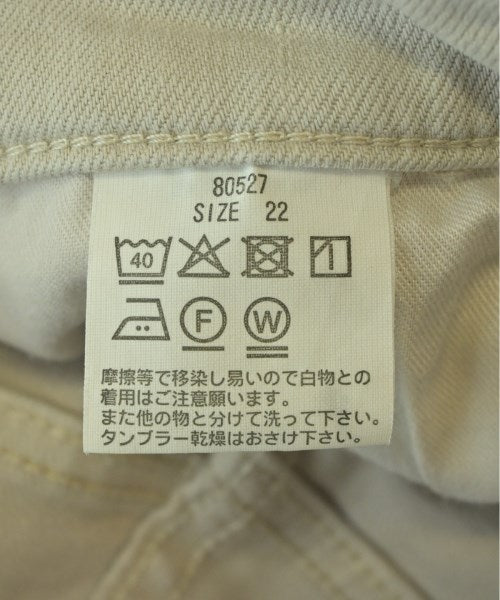 80527
SIZE 22
40
F W
摩擦等で移染し易いので白物との
着用はご注意願います。
また他の物と分けて洗って下さい。
タンブラー乾燥はおさけ下さい。